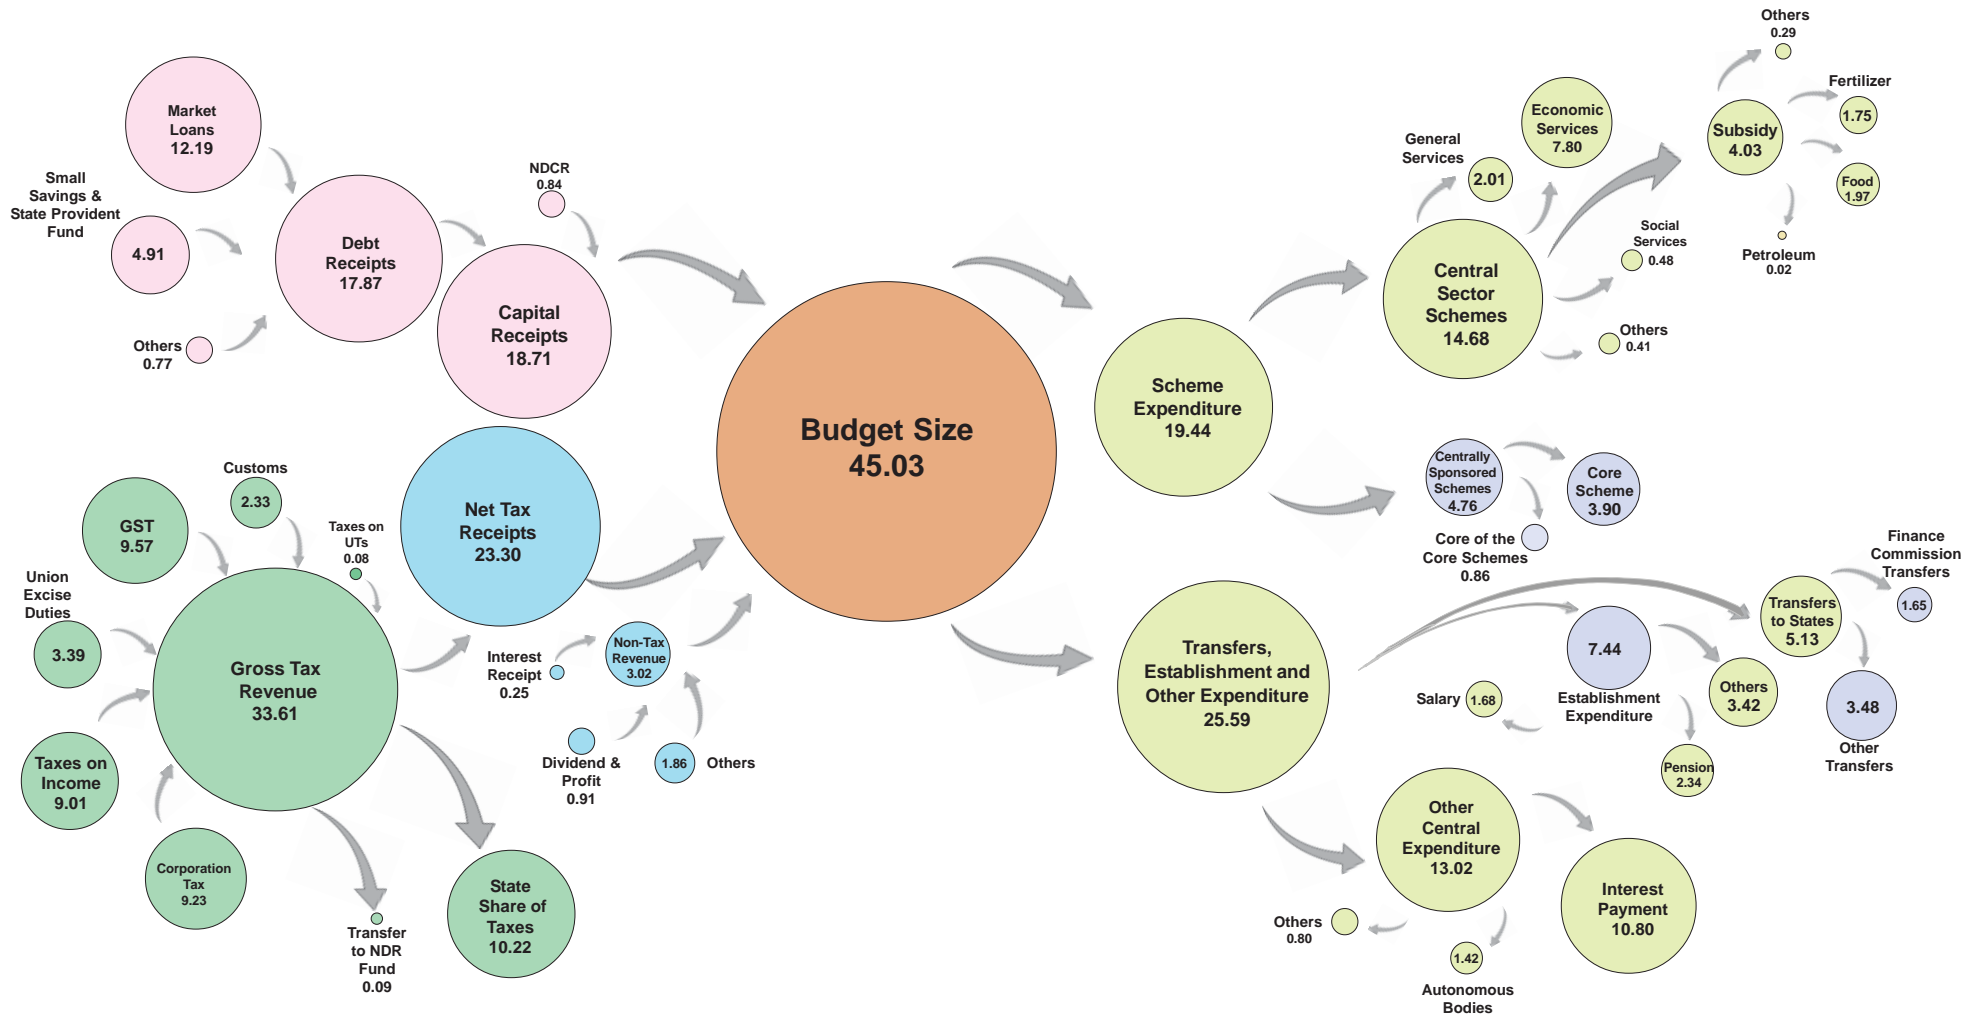 Market
Loans
12.19
Small
Savings &
State Provident
Fund
4.91
Others
0.77
Debt
Receipts
17.87
NDCR
0.84
Capital
Receipts
18.71
Customs
2.33
GST
9.57
Taxes on
UTs
0.08
Union
Excise
Duties
3.39
Gross Tax
Revenue
33.61
Taxes on
Income
9.01
Corporation
Tax
9.23
Transfer
to NDR
Fund
0.09
State
Share of
Taxes
10.22
Net Tax
Receipts
23.30
Interest
Receipt
0.25
Non-Tax
Revenue
3.02
Dividend &
Profit
0.91
1.86
Others
Budget Size
45.03
Scheme
Expenditure
19.44
Central
Sector
Schemes
14.68
General
Services
2.01
Economic
Services
7.80
Subsidy
4.03
Others
0.29
Fertilizer
1.75
Food
1.97
Petroleum
0.02
Social
Services
0.48
Others
0.41
Centrally
Sponsored
Schemes
4.76
Core
Scheme
3.90
Core of the
Core Schemes
0.86
Transfers,
Establishment and
Other Expenditure
25.59
Transfers
to States
5.13
Finance
Commission
Transfers
1.65
3.48
Other
Transfers
7.44
Establishment
Expenditure
Salary
1.68
Others
3.42
Pension
2.34
Other
Central
Expenditure
13.02
Interest
Payment
10.80
Others
0.80
1.42
Autonomous
Bodies